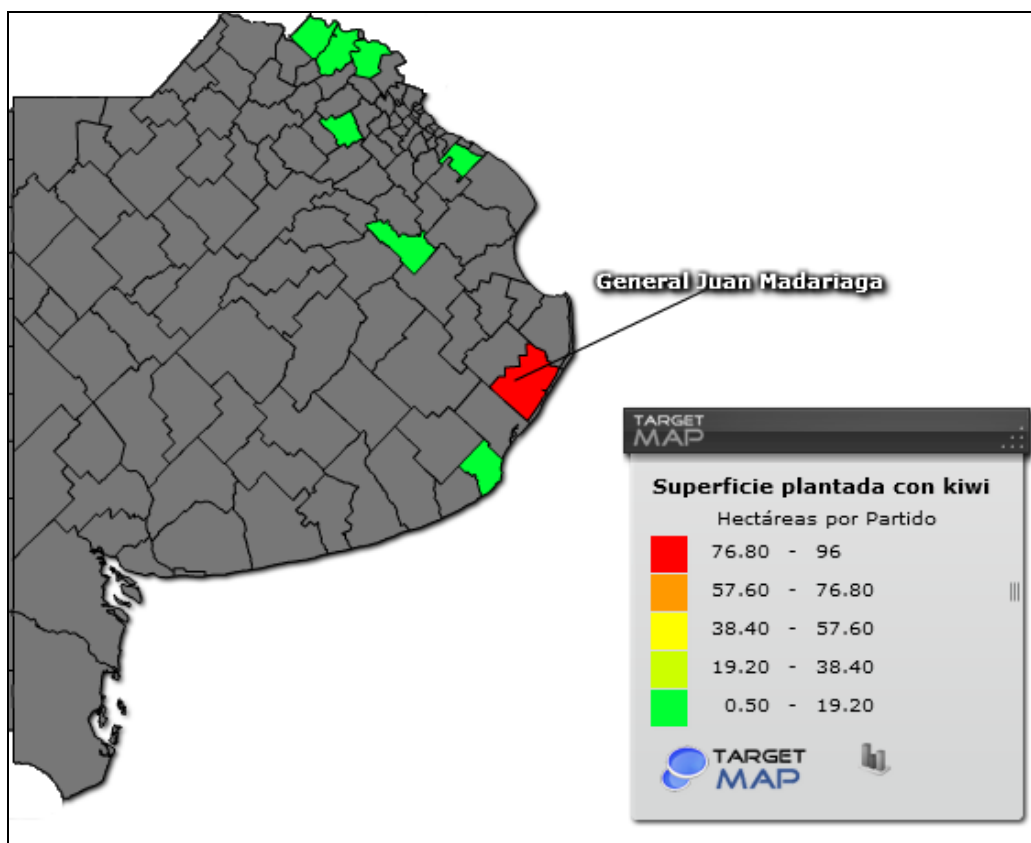 General Juan Madariaga
TARGET
MAP
Superficie plantada con kiwi
Hectáreas por Partido
76.80 - 96
57.60 - 76.80
38.40 - 57.60
19.20 - 38.40
0.50 - 19.20
TARGET
MAP